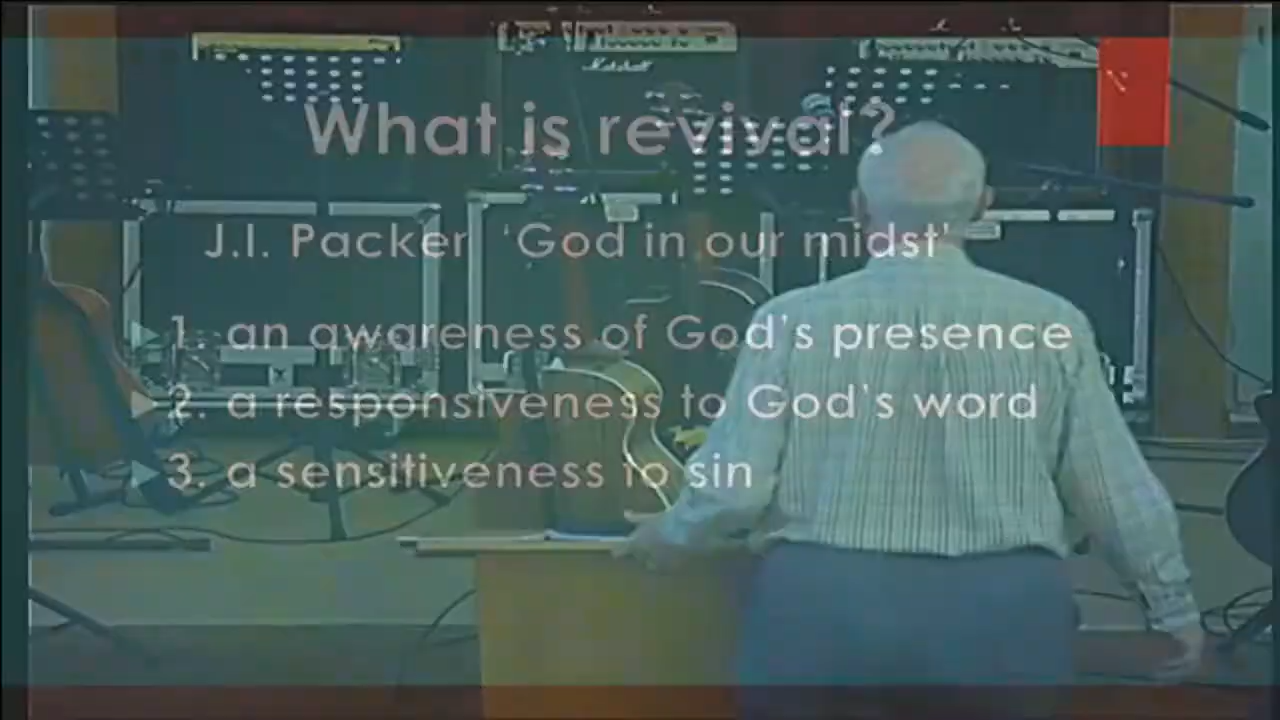 Marshall
What is revival?
J.I. Packer 'God in our midst'
1. an awareness of God's presence
2. a responsiveness to God's word
3. a sensitiveness to sin